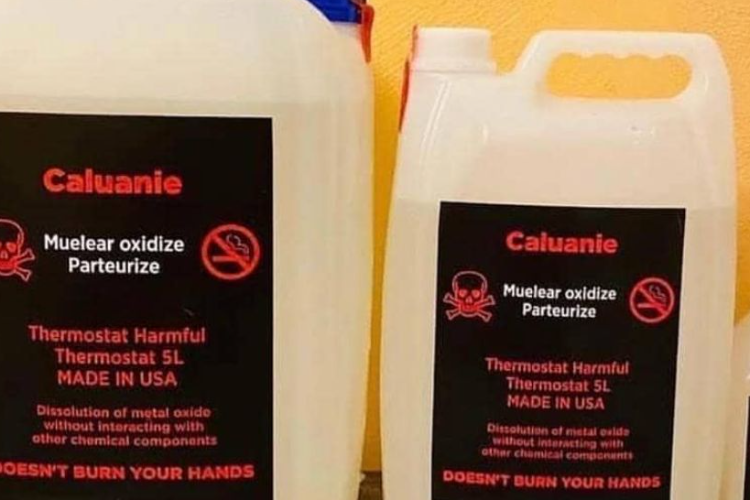 Caluanie
Muelear oxidize
Parteurize
Thermostat Harmful
Thermostat 5L
MADE IN USA
Dissolution of metal oxide
without interacting with
other chemical components
DOESN'T BURN YOUR HANDS
Caluanie
Muelear oxidize
Parteurize
Thermostat Harmful
Thermostat 5L
MADE IN USA
Dissolution of metal oxide
without interacting with
other chemical components
DOESN'T BURN YOUR HANDS